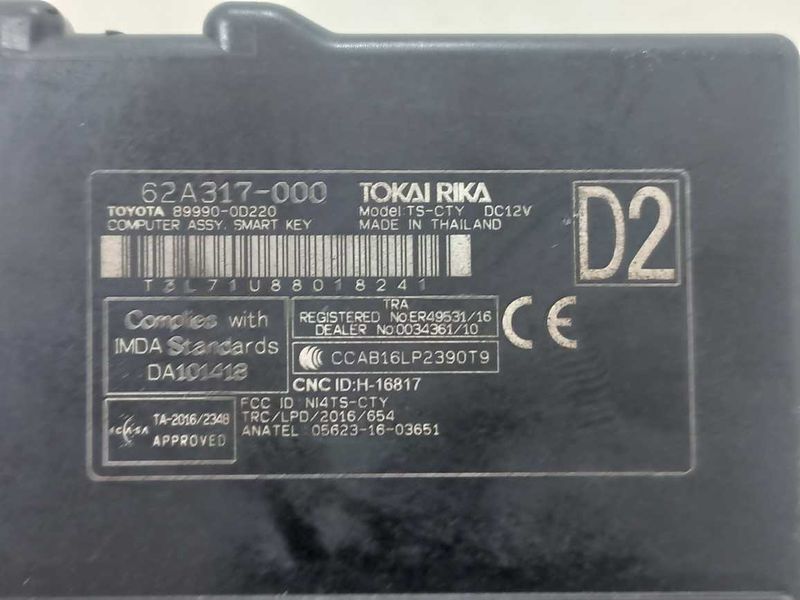 62A317-000 TOKAI RIKA
TOYOTA 89990-0D220 Model: TS-CTY DC12V
COMPUTER ASSY, SMART KEY MADE IN THAILAND
D2
T3L71U88018241
Complies with
IMDA Standards
DA101418
TRA
REGISTERED No:ER49531/16
DEALER No:0034361/10
CCAB16LP2390T9
CE
CNC ID:H-16817
FCC ID: NI4TS-CTY
TRC/LPD/2016/654
ANATEL: 05623-16-03651
ICASA
TA-2016/2348
APPROVED